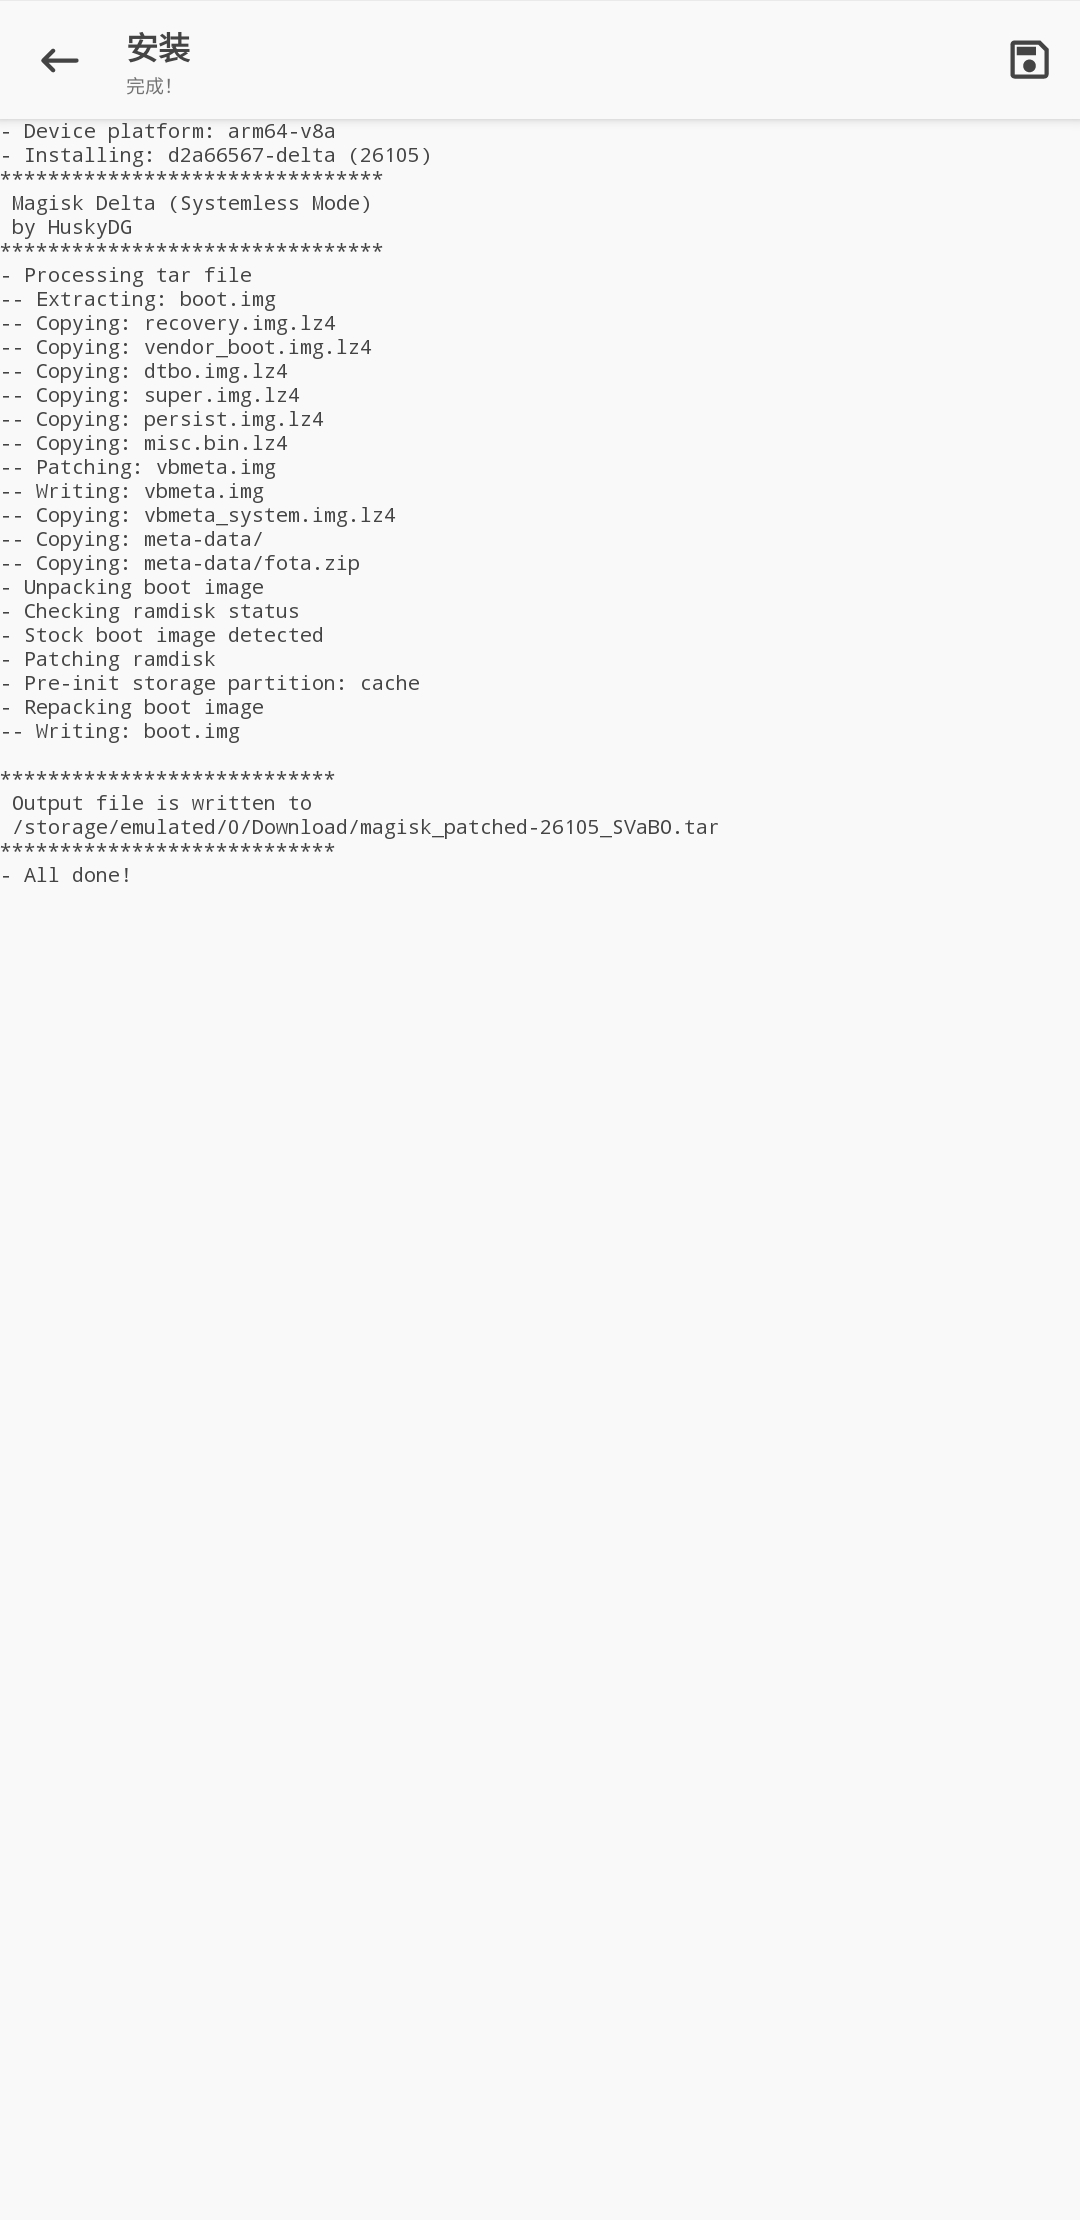 安装
完成！
- Device platform: arm64-v8a
- Installing: d2a66567-delta (26105)
********************************
 Magisk Delta (Systemless Mode)
 by HuskyDG
********************************
- Processing tar file
-- Extracting: boot.img
-- Copying: recovery.img.lz4
-- Copying: vendor_boot.img.lz4
-- Copying: dtbo.img.lz4
-- Copying: super.img.lz4
-- Copying: persist.img.lz4
-- Copying: misc.bin.lz4
-- Patching: vbmeta.img
-- Writing: vbmeta.img
-- Copying: vbmeta_system.img.lz4
-- Copying: meta-data/
-- Copying: meta-data/fota.zip
- Unpacking boot image
- Checking ramdisk status
- Stock boot image detected
- Patching ramdisk
- Pre-init storage partition: cache
- Repacking boot image
-- Writing: boot.img
****************************
 Output file is written to
 /storage/emulated/0/Download/magisk_patched-26105_SVaBO.tar
****************************
- All done!